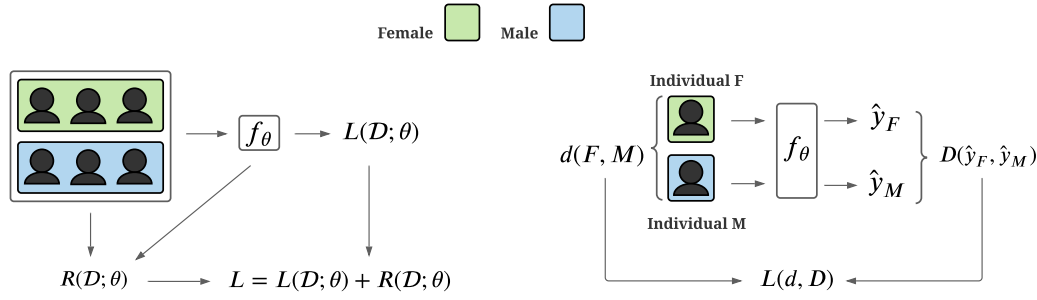 Female Male
f_θ
L(𝒟; θ)
R(𝒟; θ)
L = L(𝒟; θ) + R(𝒟; θ)
Individual F
d(F, M)
f_θ
ŷ_F
ŷ_M
D(ŷ_F, ŷ_M)
Individual M
L(d, D)